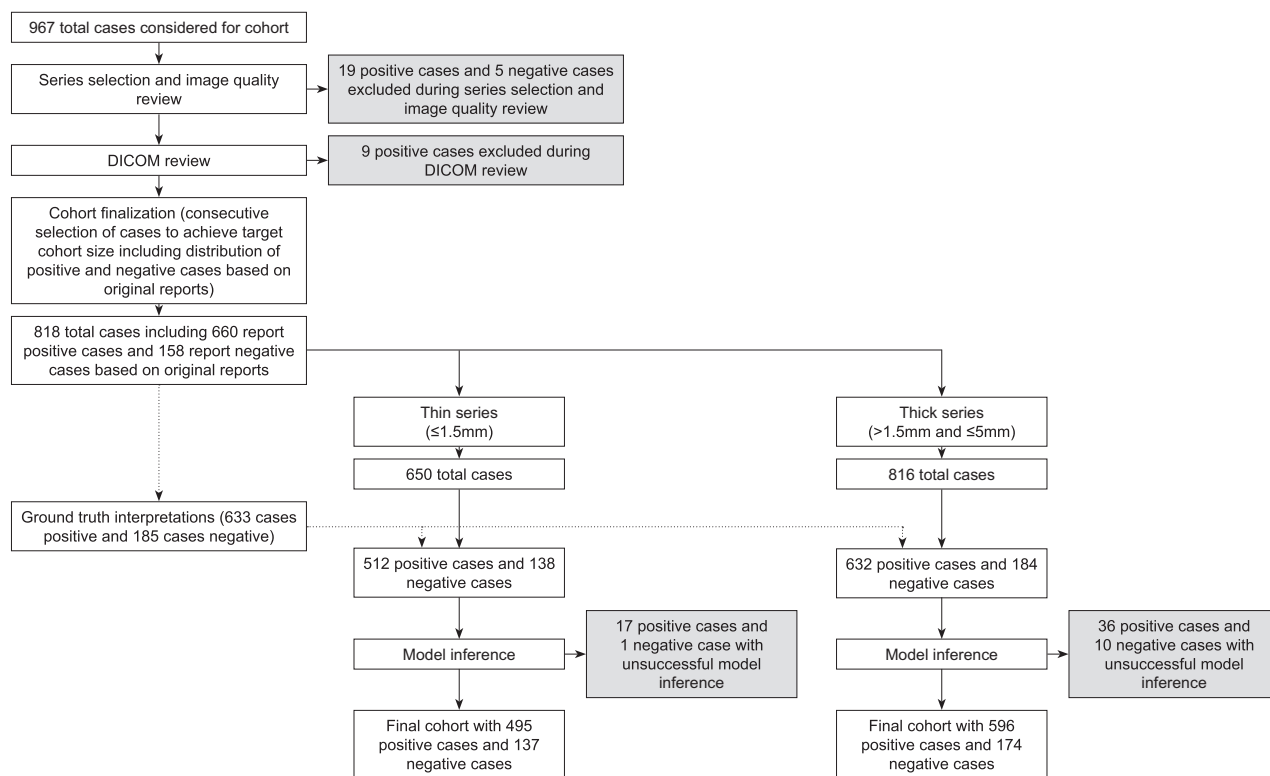 967 total cases considered for cohort
Series selection and image quality
review
19 positive cases and 5 negative cases
excluded during series selection and
image quality review
DICOM review
9 positive cases excluded during
DICOM review
Cohort finalization (consecutive
selection of cases to achieve target
cohort size including distribution of
positive and negative cases based on
original reports)
818 total cases including 660 report
positive cases and 158 report negative
cases based on original reports
Thin series
(≤1.5mm)
Thick series
(>1.5mm and ≤5mm)
650 total cases
816 total cases
Ground truth interpretations (633 cases
positive and 185 cases negative)
512 positive cases and 138
negative cases
632 positive cases and 184
negative cases
Model inference
17 positive cases and
1 negative case with
unsuccessful model
inference
Model inference
36 positive cases and
10 negative cases with
unsuccessful model
inference
Final cohort with 495
positive cases and 137
negative cases
Final cohort with 596
positive cases and 174
negative cases